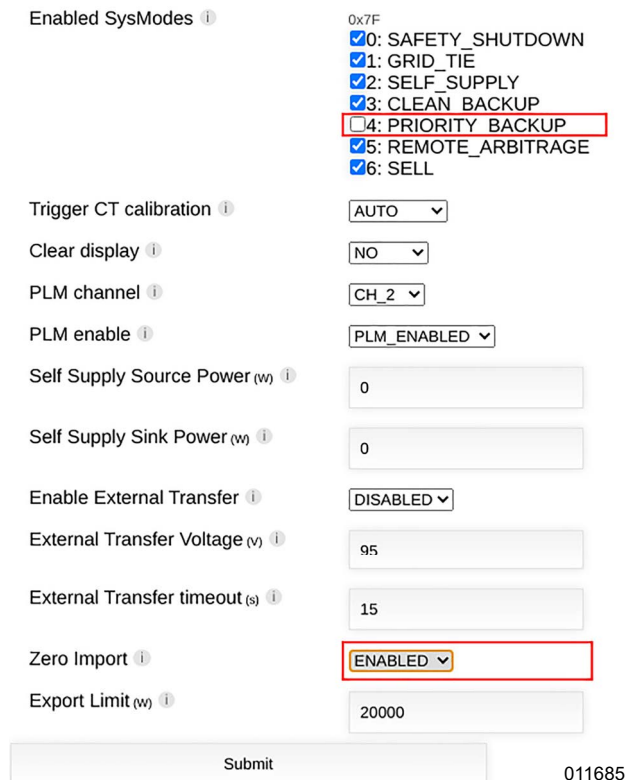 Enabled SysModes i
0x7F
0: SAFETY_SHUTDOWN
1: GRID_TIE
2: SELF_SUPPLY
3: CLEAN_BACKUP
4: PRIORITY_BACKUP
5: REMOTE_ARBITRAGE
6: SELL
Trigger CT calibration i AUTO
Clear display i NO
PLM channel i CH_2
PLM enable i PLM_ENABLED
Self Supply Source Power (W) i 0
Self Supply Sink Power (W) i 0
Enable External Transfer i DISABLED
External Transfer Voltage (V) i 95
External Transfer timeout (s) i 15
Zero Import i ENABLED
Export Limit (W) i 20000
Submit
011685